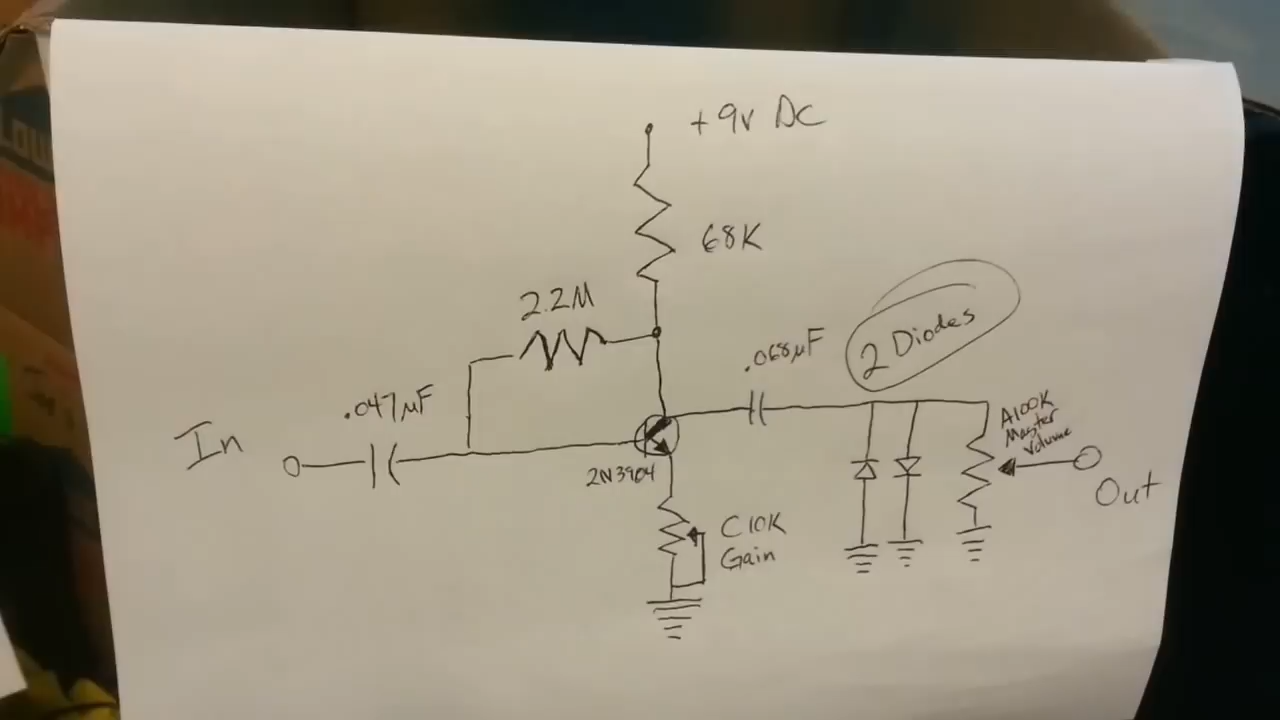 +9v DC
68K
2.2M
.068µF
2 Diodes
.047µF
A100K
Master
Volume
In
2N3904
Out
C10K
Gain